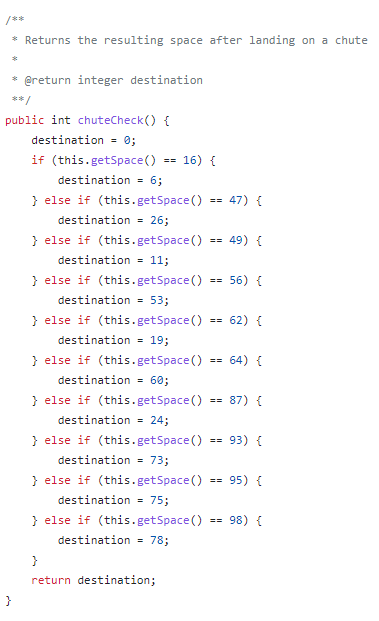 /**
 * Returns the resulting space after landing on a chute
 *
 * @return integer destination
 **/
public int chuteCheck() {
    destination = 0;
    if (this.getSpace() == 16) {
        destination = 6;
    } else if (this.getSpace() == 47) {
        destination = 26;
    } else if (this.getSpace() == 49) {
        destination = 11;
    } else if (this.getSpace() == 56) {
        destination = 53;
    } else if (this.getSpace() == 62) {
        destination = 19;
    } else if (this.getSpace() == 64) {
        destination = 60;
    } else if (this.getSpace() == 87) {
        destination = 24;
    } else if (this.getSpace() == 93) {
        destination = 73;
    } else if (this.getSpace() == 95) {
        destination = 75;
    } else if (this.getSpace() == 98) {
        destination = 78;
    }
    return destination;
}